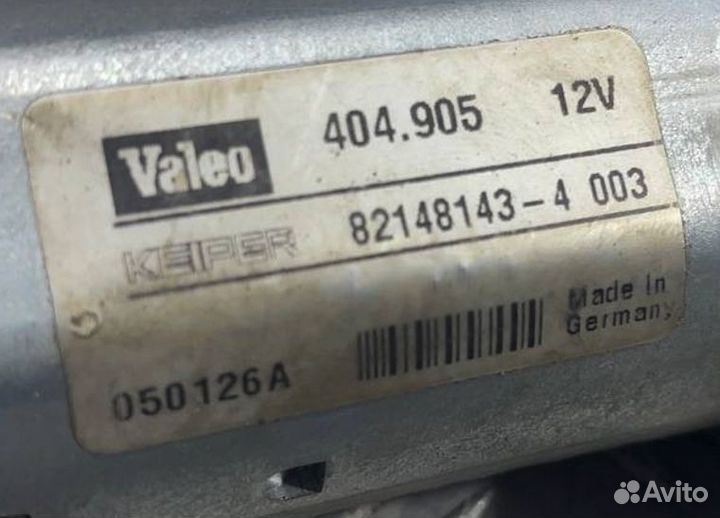 Valeo 404.905 12V
KEIPER 82148143-4 003
Made In
Germany
050126A
Avito